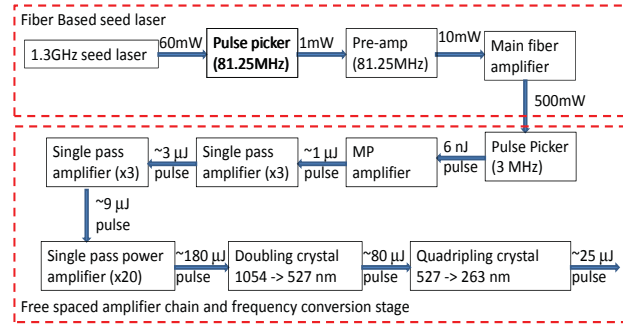 Fiber Based seed laser
1.3GHz seed laser
60mW
Pulse picker
(81.25MHz)
1mW
Pre-amp
(81.25MHz)
10mW
Main fiber
amplifier
500mW
Pulse Picker
(3 MHz)
6 nJ
pulse
MP
amplifier
~1 µJ
pulse
Single pass
amplifier (x3)
~3 µJ
pulse
Single pass
amplifier (x3)
~9 µJ
pulse
Single pass power
amplifier (x20)
~180 µJ
pulse
Doubling crystal
1054 -> 527 nm
~80 µJ
pulse
Quadripling crystal
527 -> 263 nm
~25 µJ
pulse
Free spaced amplifier chain and frequency conversion stage